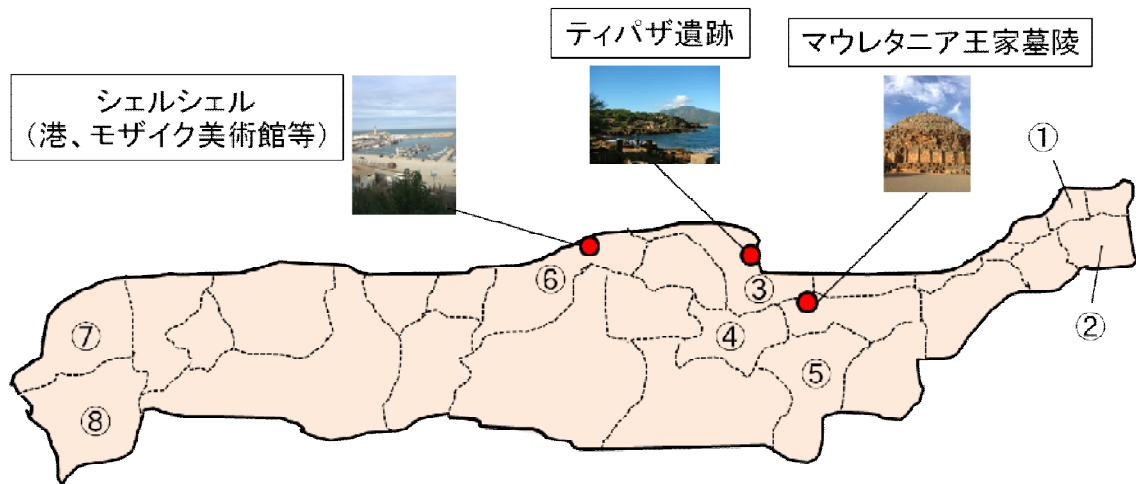 ティパザ遺跡
マウレタニア王家墓陵
シェルシェル
（港、モザイク美術館等）
①
②
⑥
③
④
⑤
⑦
⑧